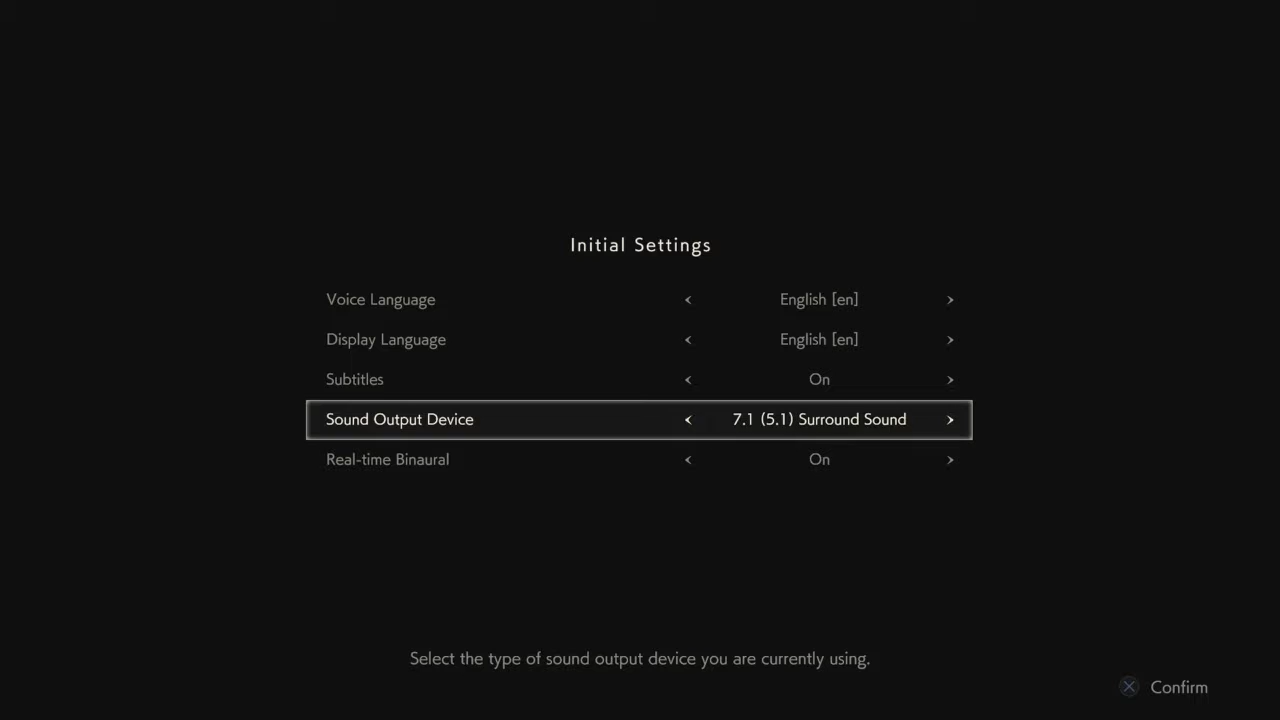 Initial Settings
Voice Language < English [en] >
Display Language < English [en] >
Subtitles < On >
Sound Output Device < 7.1 (5.1) Surround Sound >
Real-time Binaural < On >
Select the type of sound output device you are currently using.
Confirm